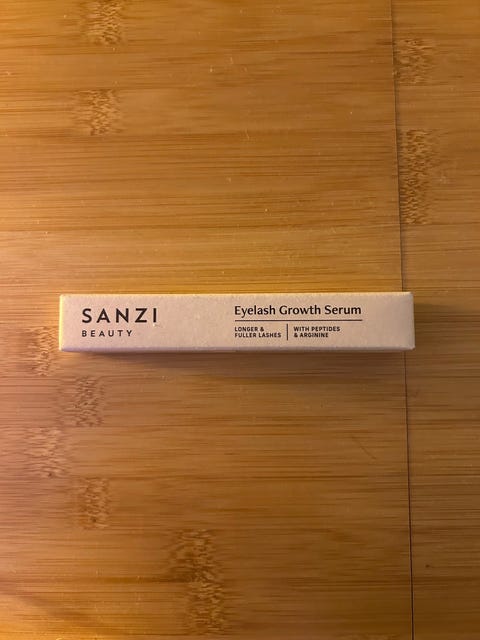 SANZI
BEAUTY
Eyelash Growth Serum
LONGER &
FULLER LASHES
WITH PEPTIDES
& ARGININE